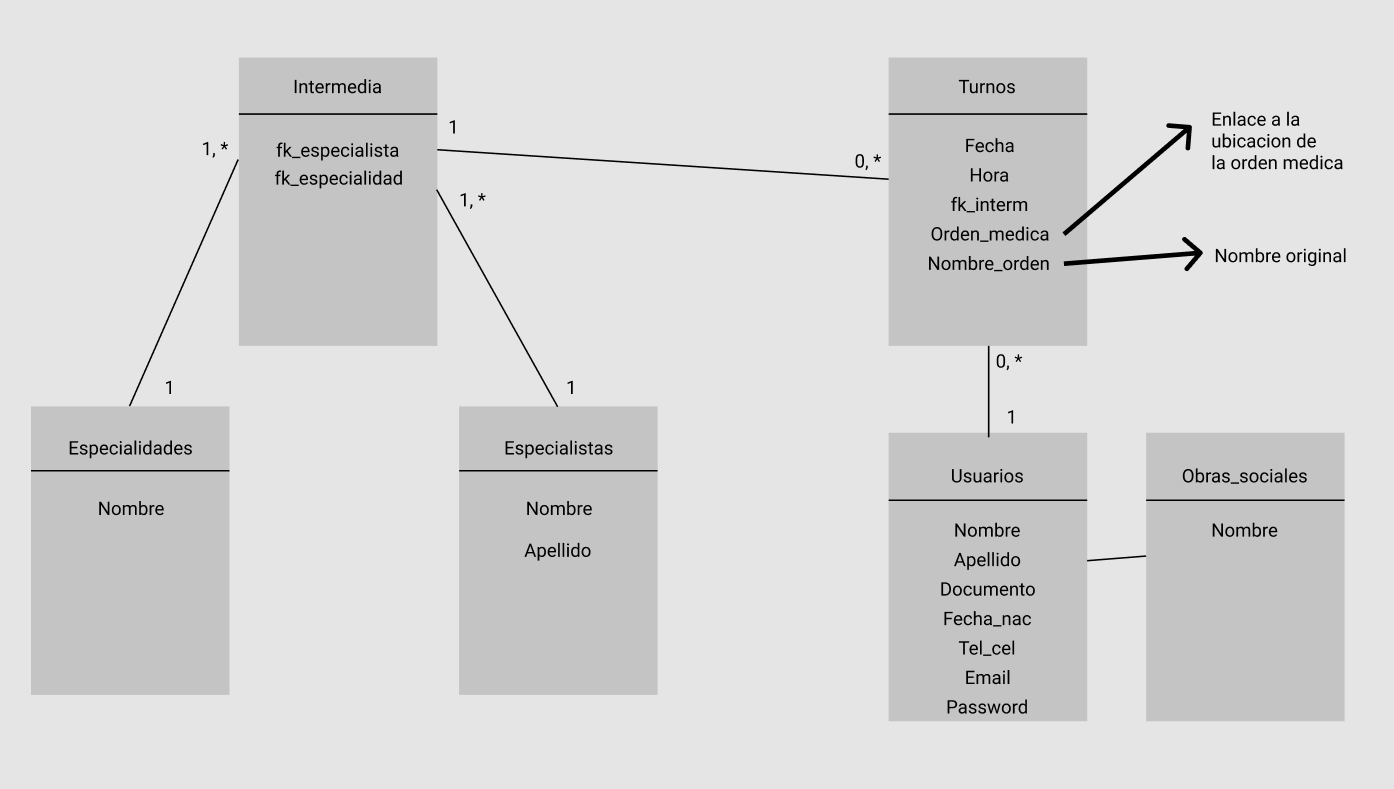 Intermedia
1
1, *
fk_especialista
fk_especialidad
1, *
Turnos
0, *
Fecha
Hora
fk_interm
Orden_medica
Nombre_orden
Enlace a la
ubicacion de
la orden medica
Nombre original
0, *
1
1
1
Especialidades
Nombre
Especialistas
Nombre
Apellido
Usuarios
Nombre
Apellido
Documento
Fecha_nac
Tel_cel
Email
Password
Obras_sociales
Nombre